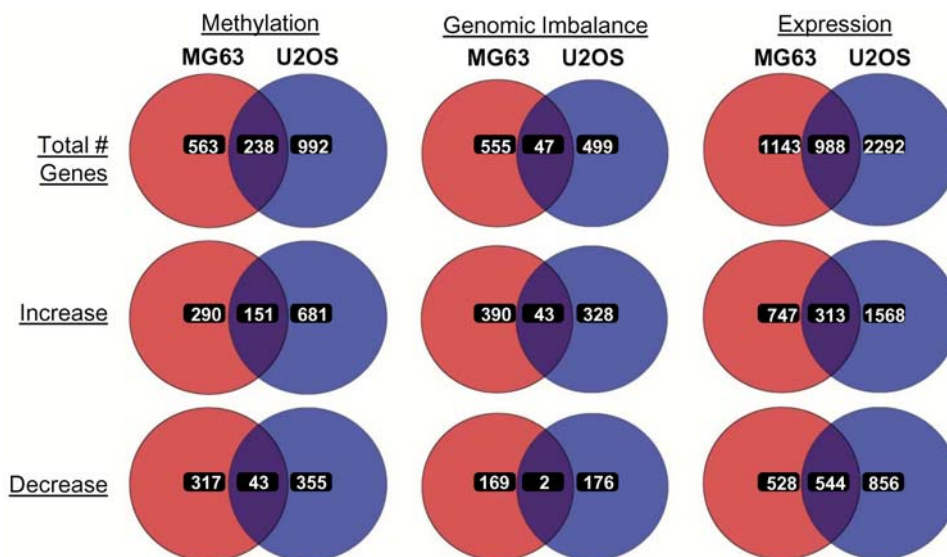 Methylation Genomic Imbalance Expression
MG63 U2OS MG63 U2OS MG63 U2OS
Total # 563 238 992 555 47 499 1143 988 2292
Genes
Increase 290 151 681 390 43 328 747 313 1568
Decrease 317 43 355 169 2 176 528 544 856